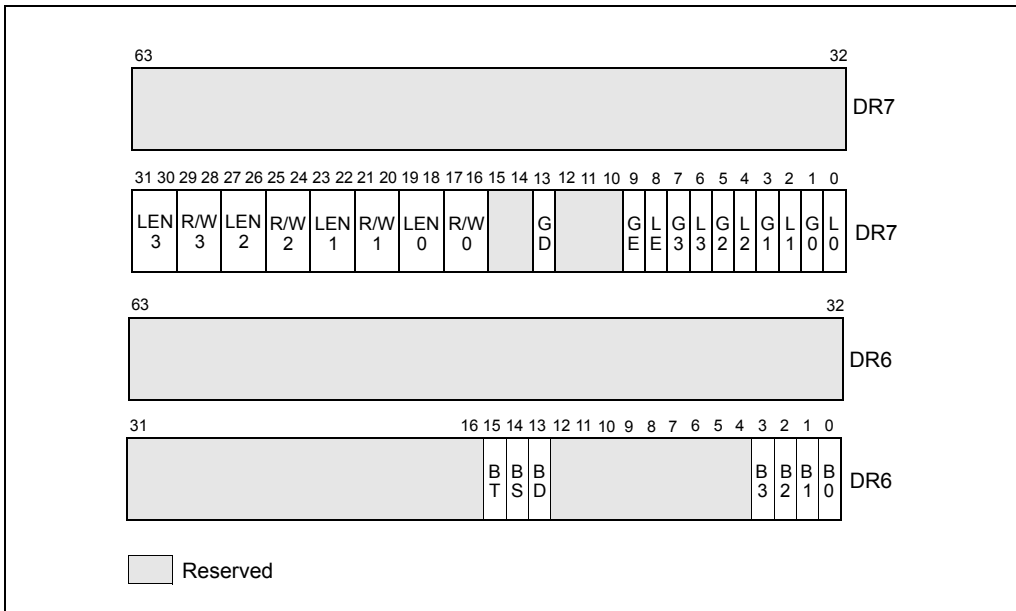 63 32
DR7
31 30 29 28 27 26 25 24 23 22 21 20 19 18 17 16 15 14 13 12 11 10 9 8 7 6 5 4 3 2 1 0
LEN 3 R/W 3 LEN 2 R/W 2 LEN 1 R/W 1 LEN 0 R/W 0 G D G E L E G 3 L 3 G 2 L 2 G 1 L 1 G 0 L 0 DR7
63 32
DR6
31 16 15 14 13 12 11 10 9 8 7 6 5 4 3 2 1 0
B T B S B D B 3 B 2 B 1 B 0 DR6
Reserved